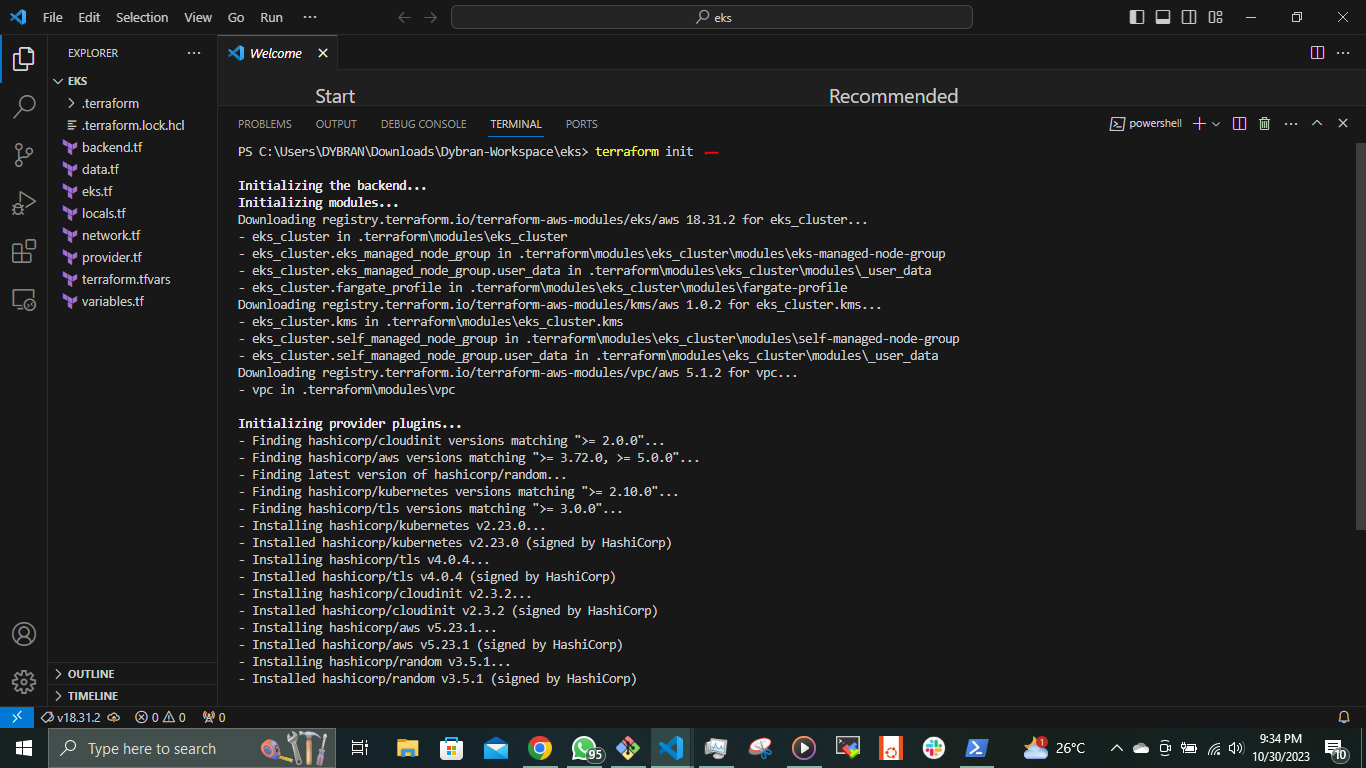 File Edit Selection View Go Run ···
eks
EXPLORER ···
Welcome
EKS
.terraform
.terraform.lock.hcl
backend.tf
data.tf
eks.tf
locals.tf
network.tf
provider.tf
terraform.tfvars
variables.tf
OUTLINE
TIMELINE
Start
Recommended
PROBLEMS OUTPUT DEBUG CONSOLE TERMINAL PORTS
powershell
PS C:\Users\DYBRAN\Downloads\Dybran-Workspace\eks> terraform init
Initializing the backend...
Initializing modules...
Downloading registry.terraform.io/terraform-aws-modules/eks/aws 18.31.2 for eks_cluster...
- eks_cluster in .terraform\modules\eks_cluster
- eks_cluster.eks_managed_node_group in .terraform\modules\eks_cluster\modules\eks-managed-node-group
- eks_cluster.eks_managed_node_group.user_data in .terraform\modules\eks_cluster\modules\_user_data
- eks_cluster.fargate_profile in .terraform\modules\eks_cluster\modules\fargate-profile
Downloading registry.terraform.io/terraform-aws-modules/kms/aws 1.0.2 for eks_cluster.kms...
- eks_cluster.kms in .terraform\modules\eks_cluster.kms
- eks_cluster.self_managed_node_group in .terraform\modules\eks_cluster\modules\self-managed-node-group
- eks_cluster.self_managed_node_group.user_data in .terraform\modules\eks_cluster\modules\_user_data
Downloading registry.terraform.io/terraform-aws-modules/vpc/aws 5.1.2 for vpc...
- vpc in .terraform\modules\vpc
Initializing provider plugins...
- Finding hashicorp/cloudinit versions matching ">= 2.0.0"...
- Finding hashicorp/aws versions matching ">= 3.72.0, >= 5.0.0"...
- Finding latest version of hashicorp/random...
- Finding hashicorp/kubernetes versions matching ">= 2.10.0"...
- Finding hashicorp/tls versions matching ">= 3.0.0"...
- Installing hashicorp/kubernetes v2.23.0...
- Installed hashicorp/kubernetes v2.23.0 (signed by HashiCorp)
- Installing hashicorp/tls v4.0.4...
- Installed hashicorp/tls v4.0.4 (signed by HashiCorp)
- Installing hashicorp/cloudinit v2.3.2...
- Installed hashicorp/cloudinit v2.3.2 (signed by HashiCorp)
- Installing hashicorp/aws v5.23.1...
- Installed hashicorp/aws v5.23.1 (signed by HashiCorp)
- Installing hashicorp/random v3.5.1...
- Installed hashicorp/random v3.5.1 (signed by HashiCorp)
v18.31.2 0 0 0
Type here to search
95
1
26°C
9:34 PM
10/30/2023
10